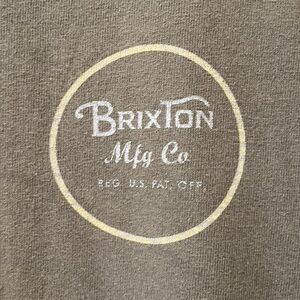 BRIXTON
Mfg Co
REG. U.S. PAT. OFF.